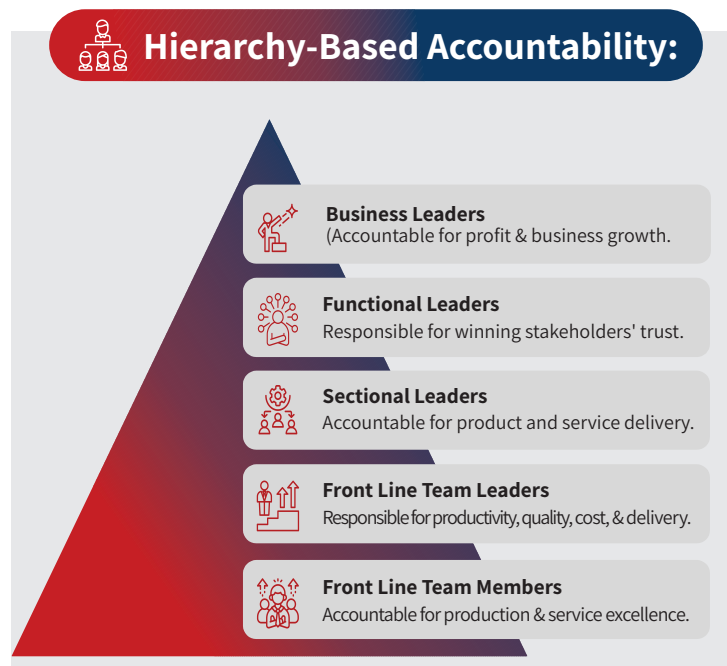 Hierarchy-Based Accountability:
Business Leaders
(Accountable for profit & business growth.
Functional Leaders
Responsible for winning stakeholders' trust.
Sectional Leaders
Accountable for product and service delivery.
Front Line Team Leaders
Responsible for productivity, quality, cost, & delivery.
Front Line Team Members
Accountable for production & service excellence.